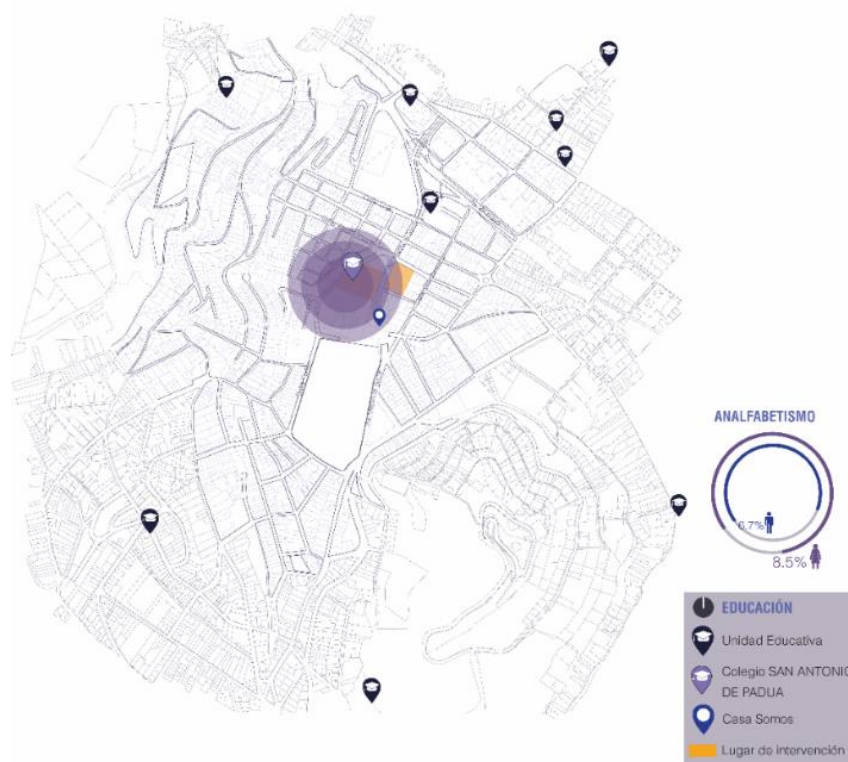 ANALFABETISMO
6.7%
8.5%
EDUCACIÓN
Unidad Educativa
Colegio SAN ANTONIO
DE PADUA
Casa Somos
Lugar de intervención